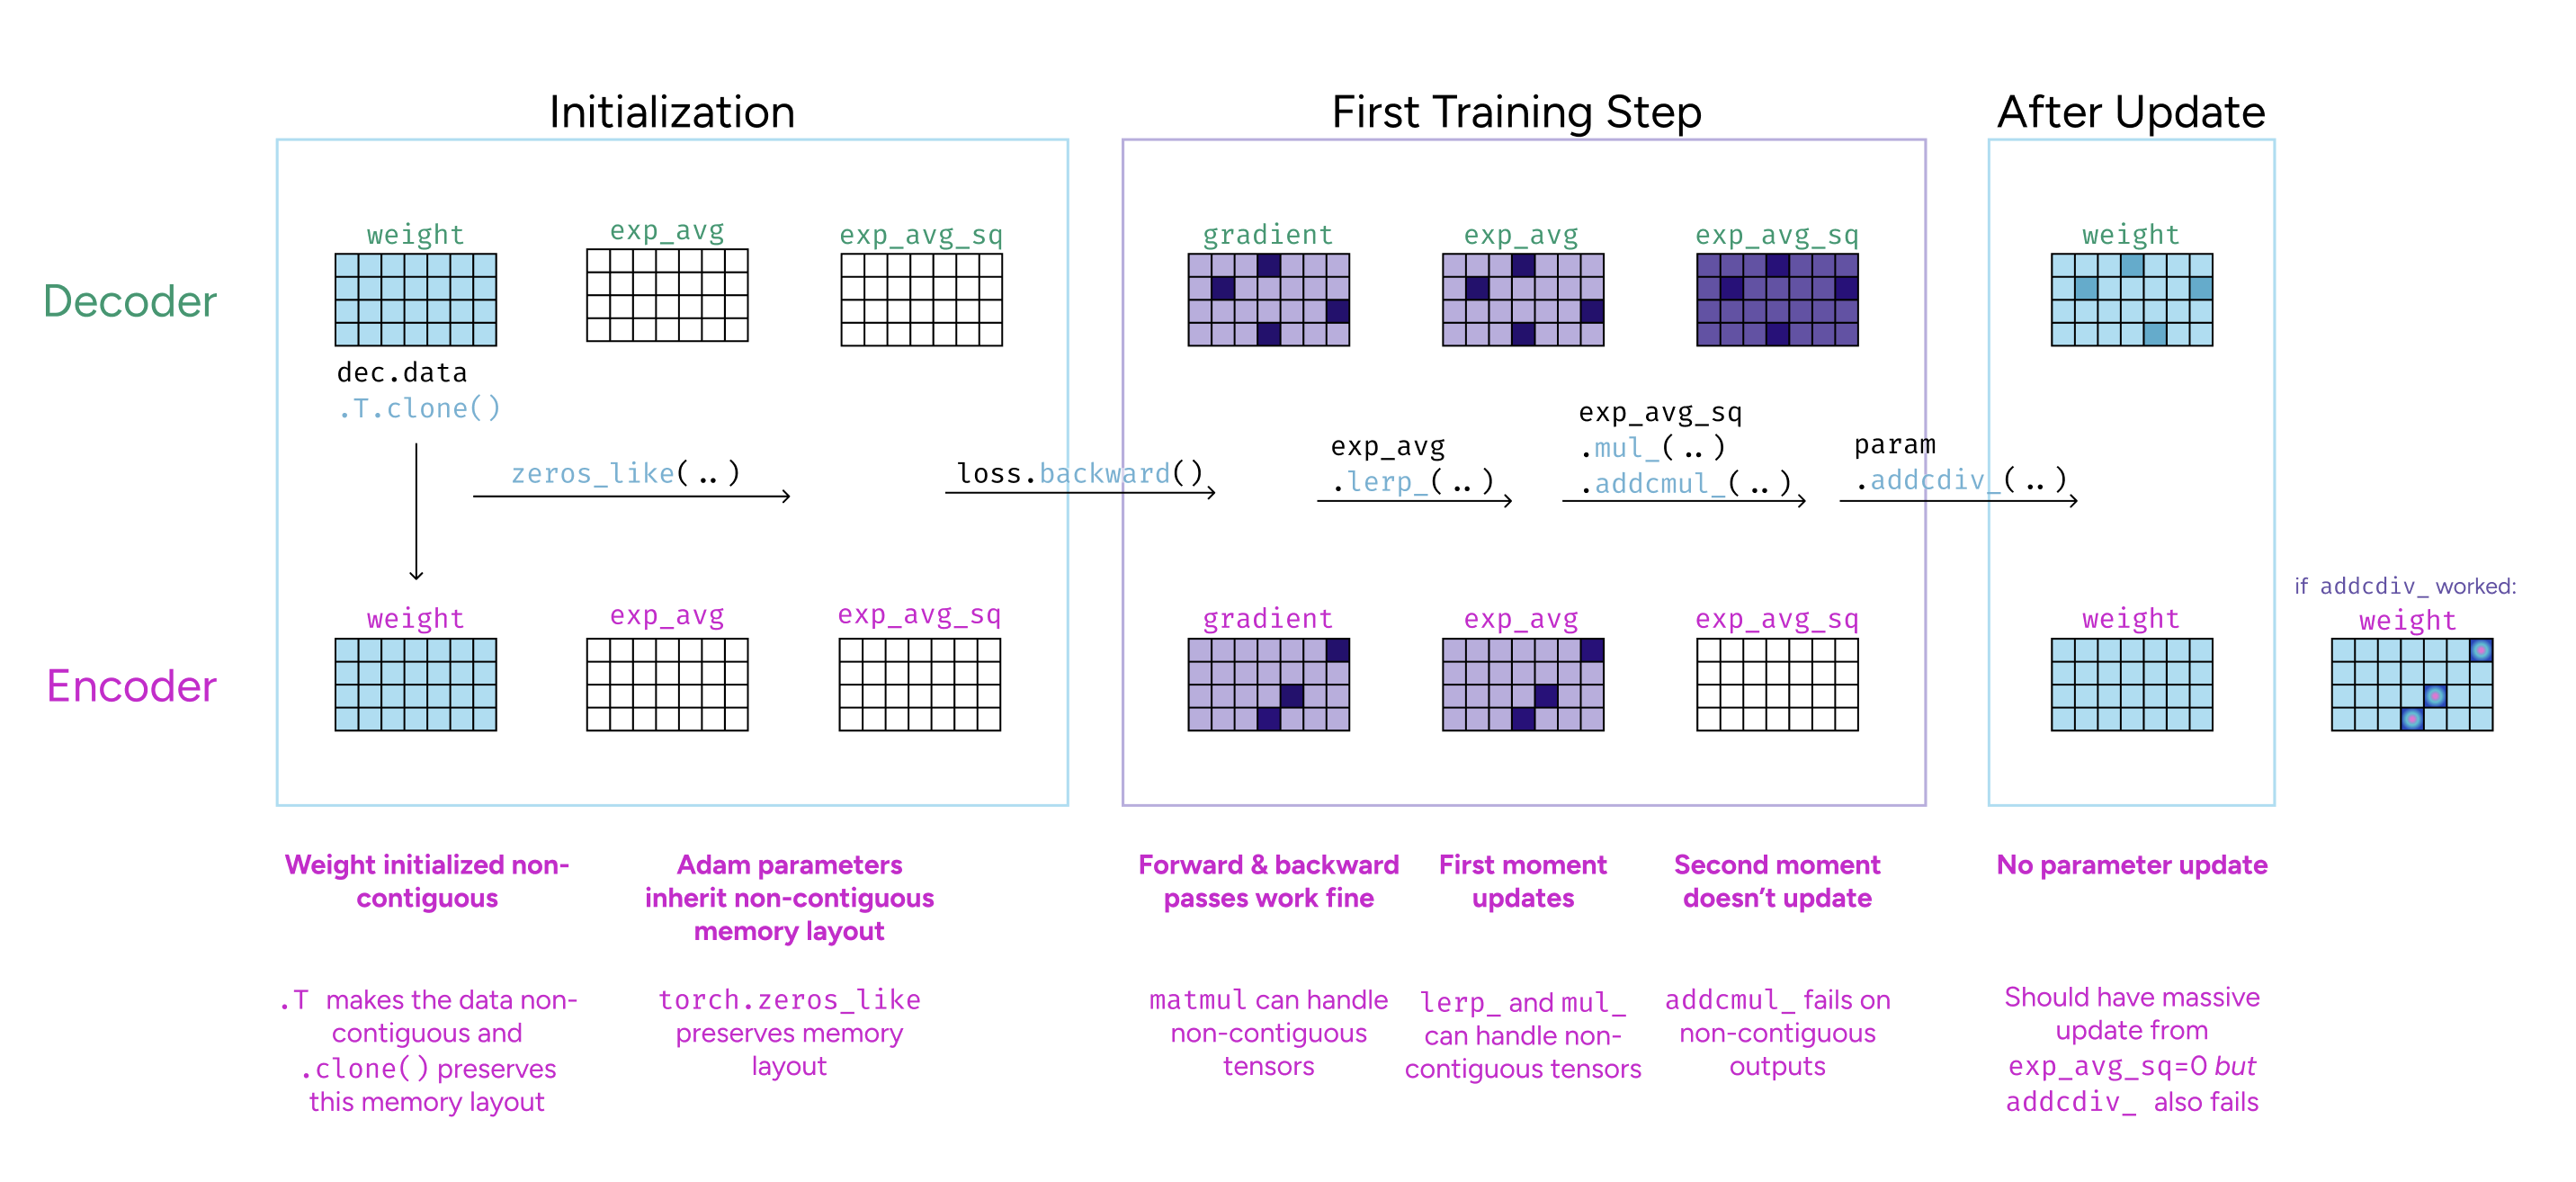 Initialization
First Training Step
After Update
Decoder
weight
exp_avg
exp_avg_sq
gradient
exp_avg
exp_avg_sq
weight
dec.data
.T.clone()
zeros_like(..)
loss.backward()
exp_avg
.lerp_(..)
exp_avg_sq
.mul_(..)
.addcmul_(..)
param
.addcdiv_(..)
Encoder
weight
exp_avg
exp_avg_sq
gradient
exp_avg
exp_avg_sq
weight
if addcdiv_ worked:
weight
Weight initialized non-
contiguous
Adam parameters
inherit non-contiguous
memory layout
Forward & backward
passes work fine
First moment
updates
Second moment
doesn’t update
No parameter update
.T makes the data non-
contiguous and
.clone() preserves
this memory layout
torch.zeros_like
preserves memory
layout
matmul can handle
non-contiguous
tensors
lerp_ and mul_
can handle non-
contiguous tensors
addcmul_ fails on
non-contiguous
outputs
Should have massive
update from
exp_avg_sq=0 but
addcdiv_ also fails